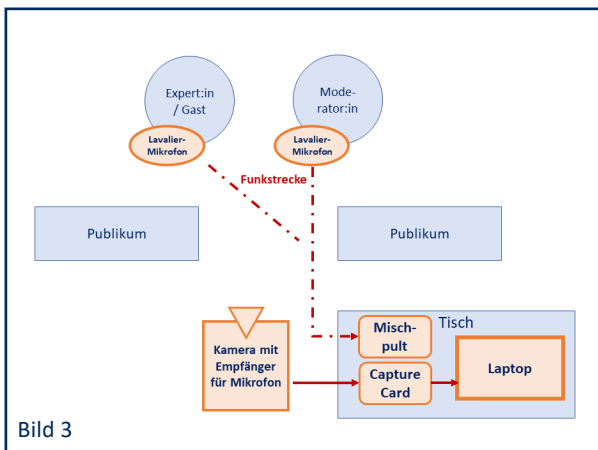 Expert:in
/ Gast
Mode-
rator:in
Lavalier-
Mikrofon
Lavalier-
Mikrofon
Funkstrecke
Publikum
Publikum
Tisch
Misch-
pult
Kamera mit
Empfänger
für Mikrofon
Capture
Card
Laptop
Bild 3